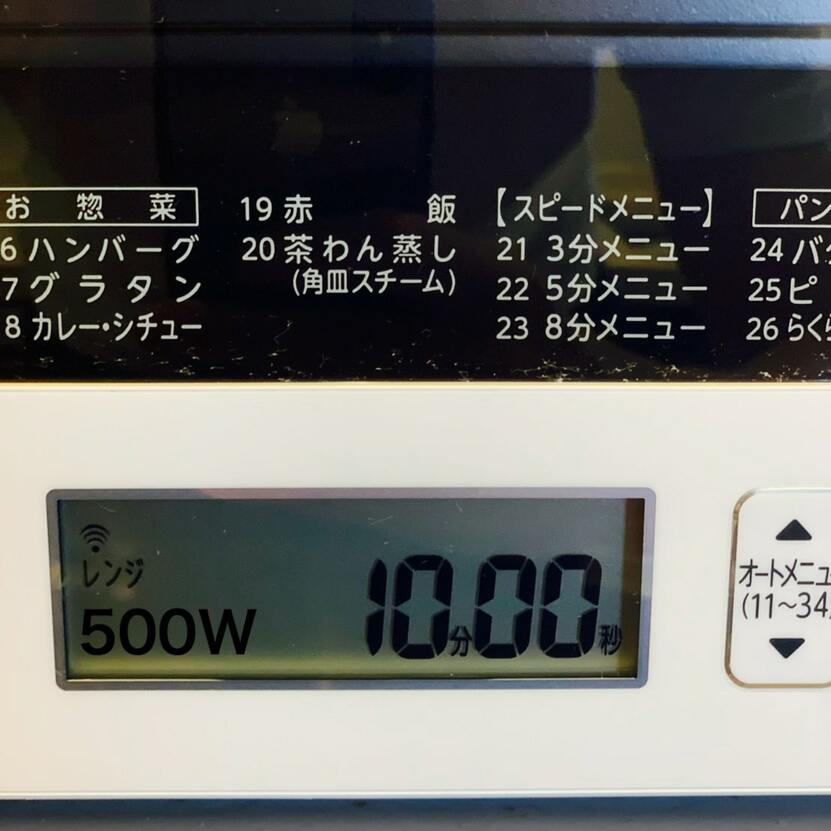 お惣菜
6 ハンバーグ
7 グラタン
8 カレー・シチュー
19 赤飯
20 茶わん蒸し
(角皿スチーム)
【スピードメニュー】
21 3分メニュー
22 5分メニュー
23 8分メニュー
パン
24 バ
25 ピ
26 らくら
レンジ
500W
10分00秒
オートメニュ
(11～34)